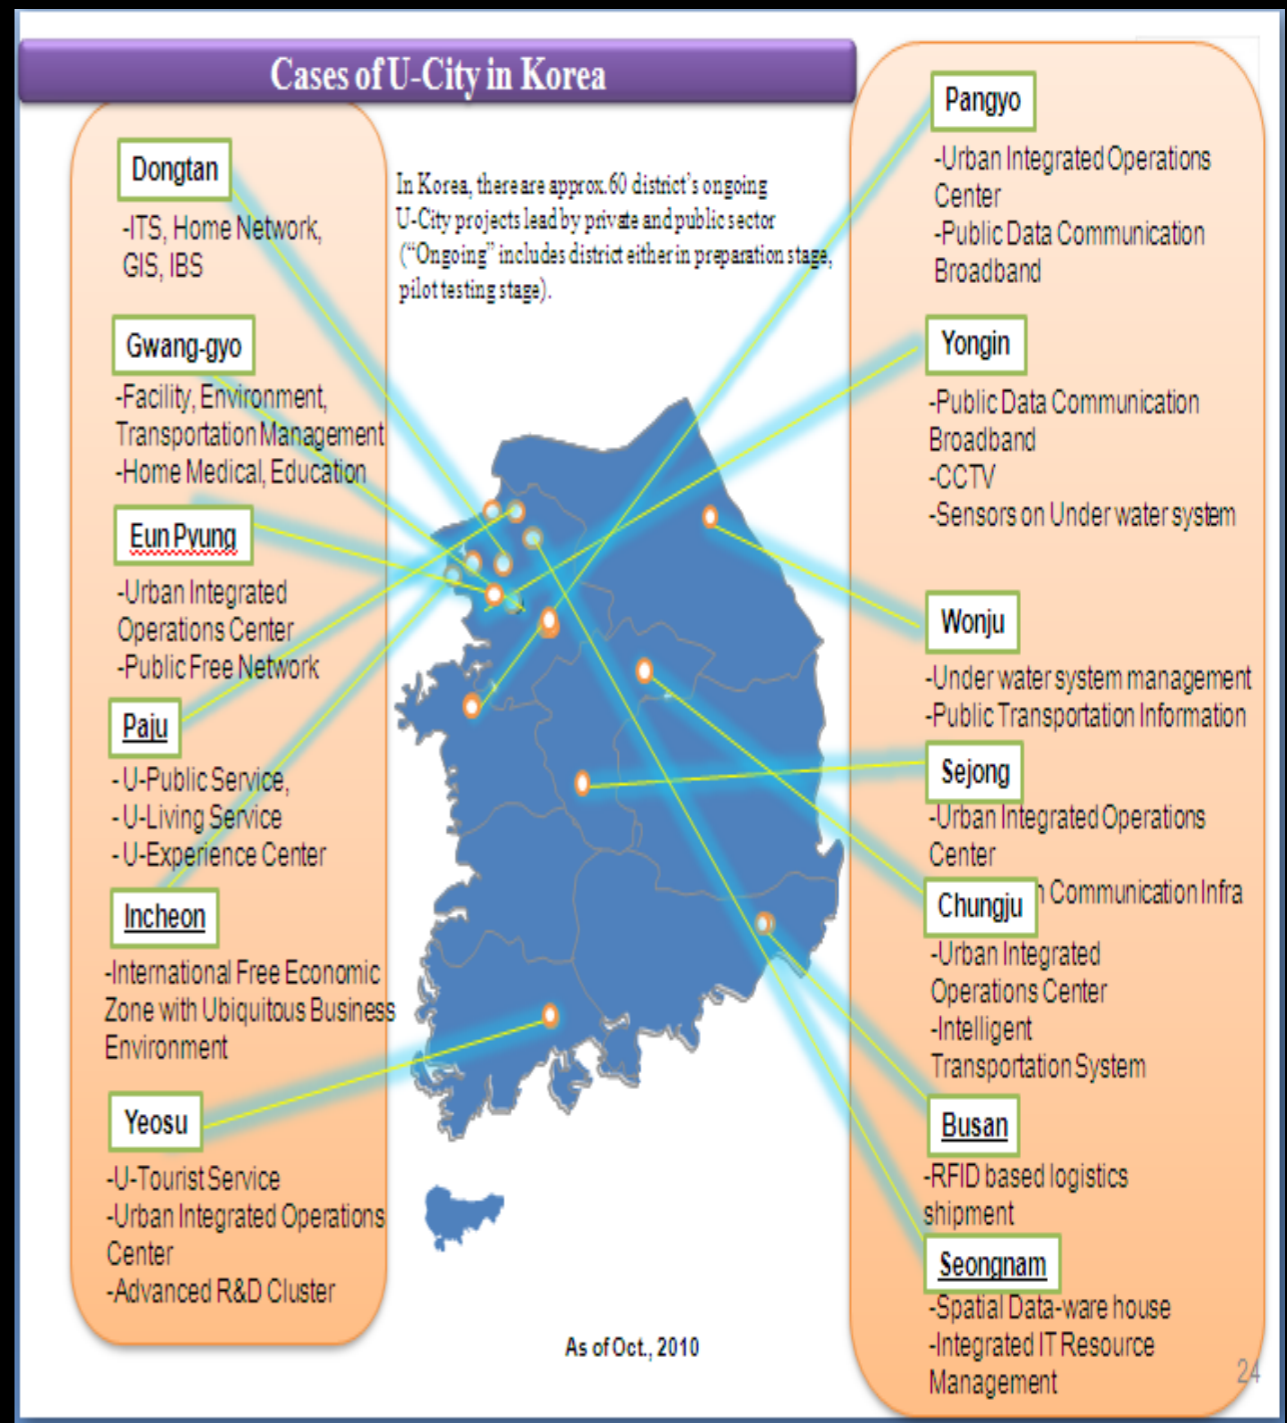 Cases of U-City in Korea
Dongtan
-ITS, Home Network,
GIS, IBS
Gwang-gyo
-Facility, Environment,
Transportation Management
-Home Medical, Education
Eun Pyung
-Urban Integrated
Operations Center
-Public Free Network
Paju
- U-Public Service,
- U-Living Service
- U-Experience Center
Incheon
-International Free Economic
Zone with Ubiquitous Business
Environment
Yeosu
-U-Tourist Service
-Urban Integrated Operations
Center
-Advanced R&D Cluster
In Korea, there are approx. 60 district's ongoing
U-City projects lead by private and public sector
("Ongoing" includes district either in preparation stage,
pilot testing stage).
As of Oct., 2010
Pangyo
-Urban Integrated Operations
Center
-Public Data Communication
Broadband
Yongin
-Public Data Communication
Broadband
-CCTV
-Sensors on Under water system
Wonju
-Under water system management
-Public Transportation Information
Sejong
-Urban Integrated Operations
Center
Communication Infra
Chungju
-Urban Integrated
Operations Center
-Intelligent
Transportation System
Busan
-RFID based logistics
shipment
Seongnam
-Spatial Data-ware house
-Integrated IT Resource
Management
24